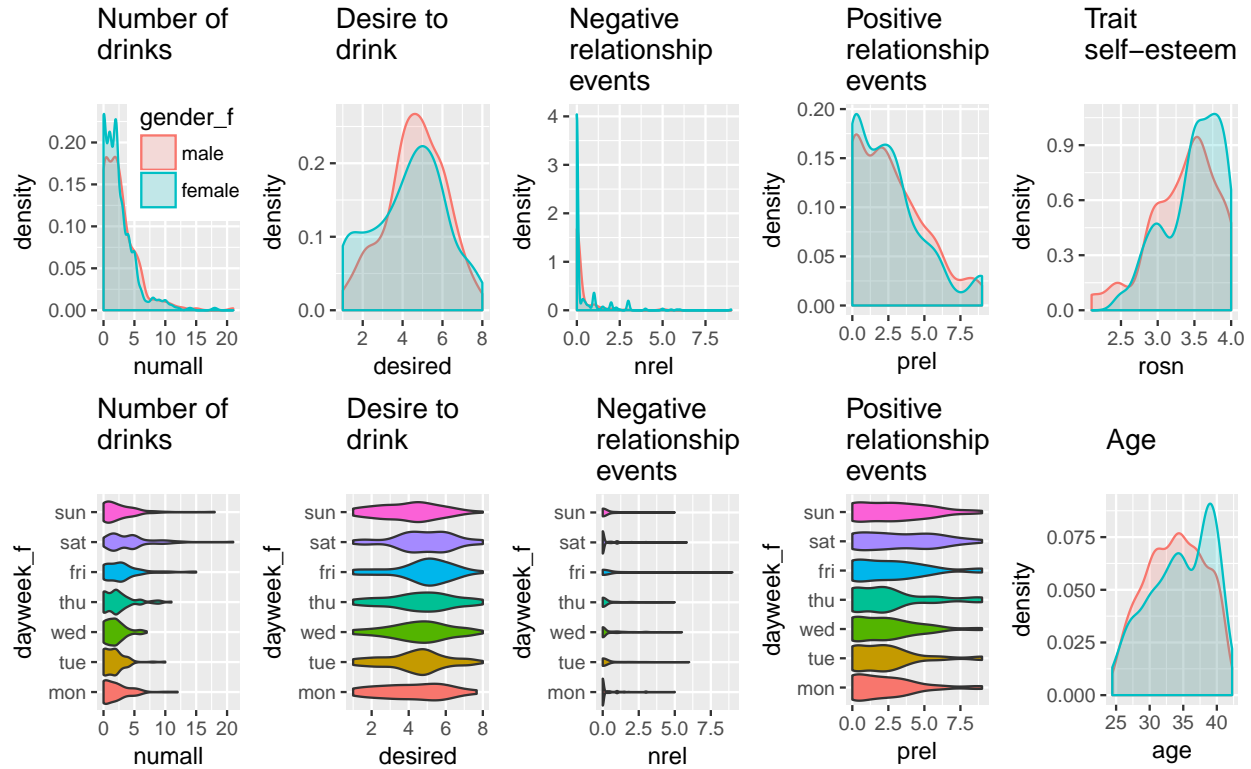 Number of
drinks
Desire to
drink
Negative
relationship
events
Positive
relationship
events
Trait
self−esteem
density
0.20
0.15
0.10
0.05
0.00
gender_f
male
female
0 5 10 15 20
numall
density
0.2
0.1
0.0
2 4 6 8
desired
density
4
3
2
1
0
0.0 2.5 5.0 7.5
nrel
density
0.20
0.15
0.10
0.05
0.00
0.0 2.5 5.0 7.5
prel
density
0.9
0.6
0.3
0.0
2.5 3.0 3.5 4.0
rosn
Number of
drinks
Desire to
drink
Negative
relationship
events
Positive
relationship
events
Age
dayweek_f
sun
sat
fri
thu
wed
tue
mon
0 5 10 15 20
numall
dayweek_f
sun
sat
fri
thu
wed
tue
mon
2 4 6 8
desired
dayweek_f
sun
sat
fri
thu
wed
tue
mon
0.0 2.5 5.0 7.5
nrel
dayweek_f
sun
sat
fri
thu
wed
tue
mon
0.0 2.5 5.0 7.5
prel
density
0.075
0.050
0.025
0.000
25 30 35 40
age